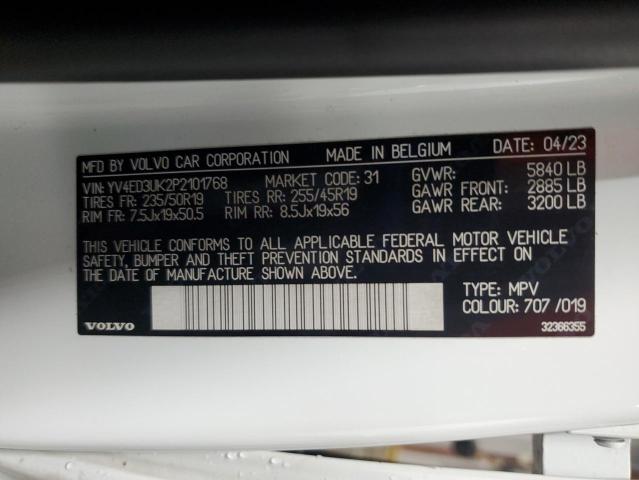 MFD BY VOLVO CAR CORPORATION MADE IN BELGIUM DATE: 04/23
VIN: YV4ED3UK2P2101768 MARKET CODE: 31 GVWR: 5840 LB
TIRES FR: 235/50R19 TIRES RR: 255/45R19 GAWR FRONT: 2885 LB
RIM FR: 7.5Jx19x50.5 RIM RR: 8.5Jx19x56 GAWR REAR: 3200 LB
THIS VEHICLE CONFORMS TO ALL APPLICABLE FEDERAL MOTOR VEHICLE
SAFETY, BUMPER AND THEFT PREVENTION STANDARDS IN EFFECT ON
THE DATE OF MANUFACTURE SHOWN ABOVE.
TYPE: MPV
COLOUR: 707 /019
VOLVO 32366355